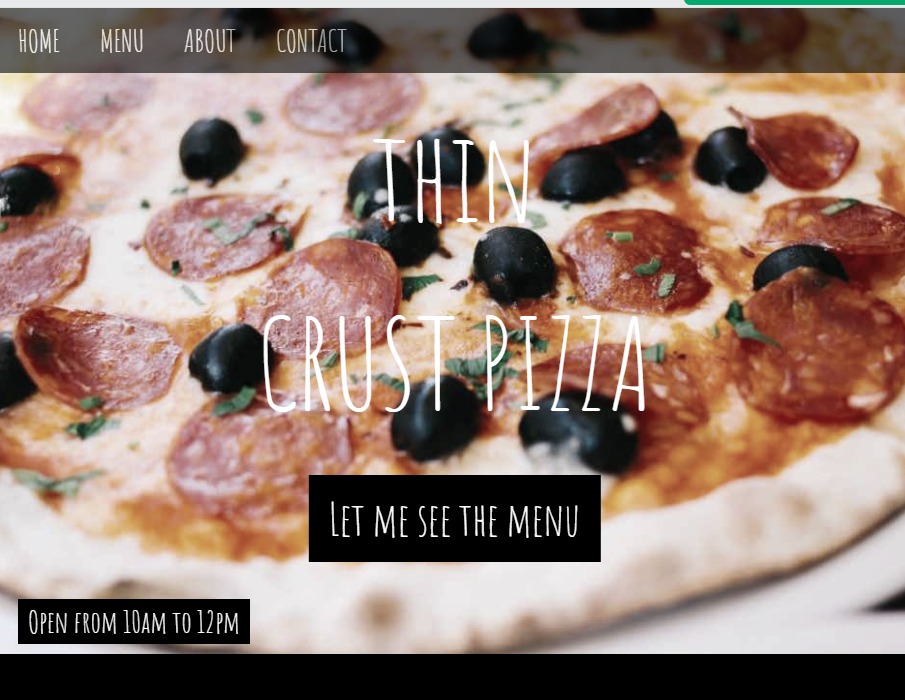 HOME MENU ABOUT CONTACT
THIN
CRUST PIZZA
LET ME SEE THE MENU
OPEN FROM 10AM TO 12PM